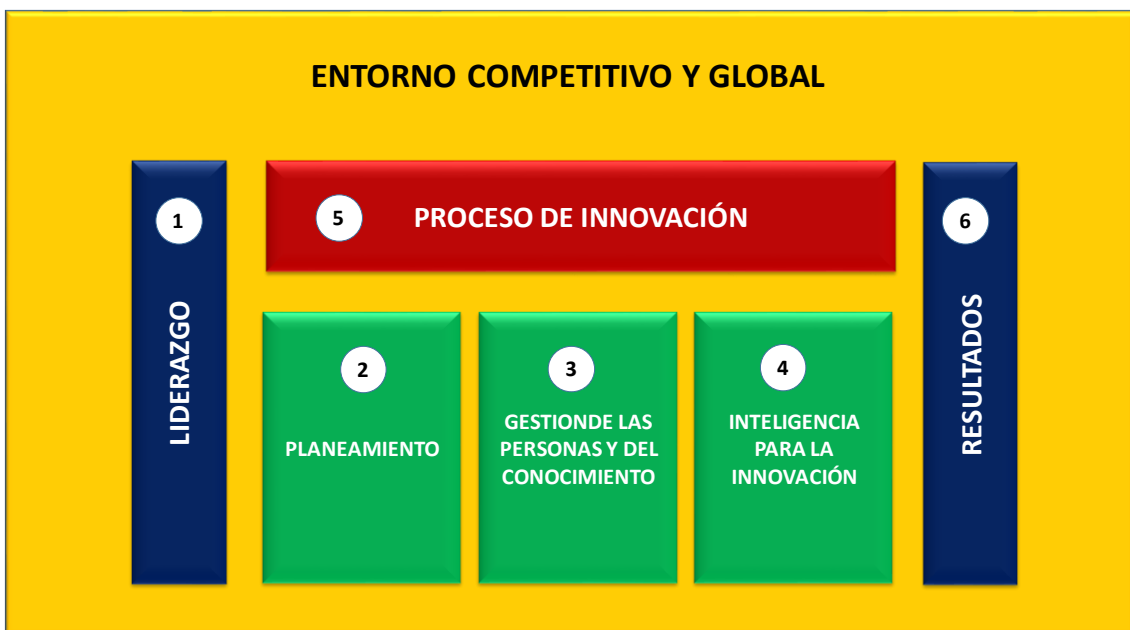 ENTORNO COMPETITIVO Y GLOBAL
1
LIDERAZGO
5 PROCESO DE INNOVACIÓN
2
PLANEAMIENTO
3
GESTIONDE LAS
PERSONAS Y DEL
CONOCIMIENTO
4
INTELIGENCIA
PARA LA
INNOVACIÓN
6
RESULTADOS